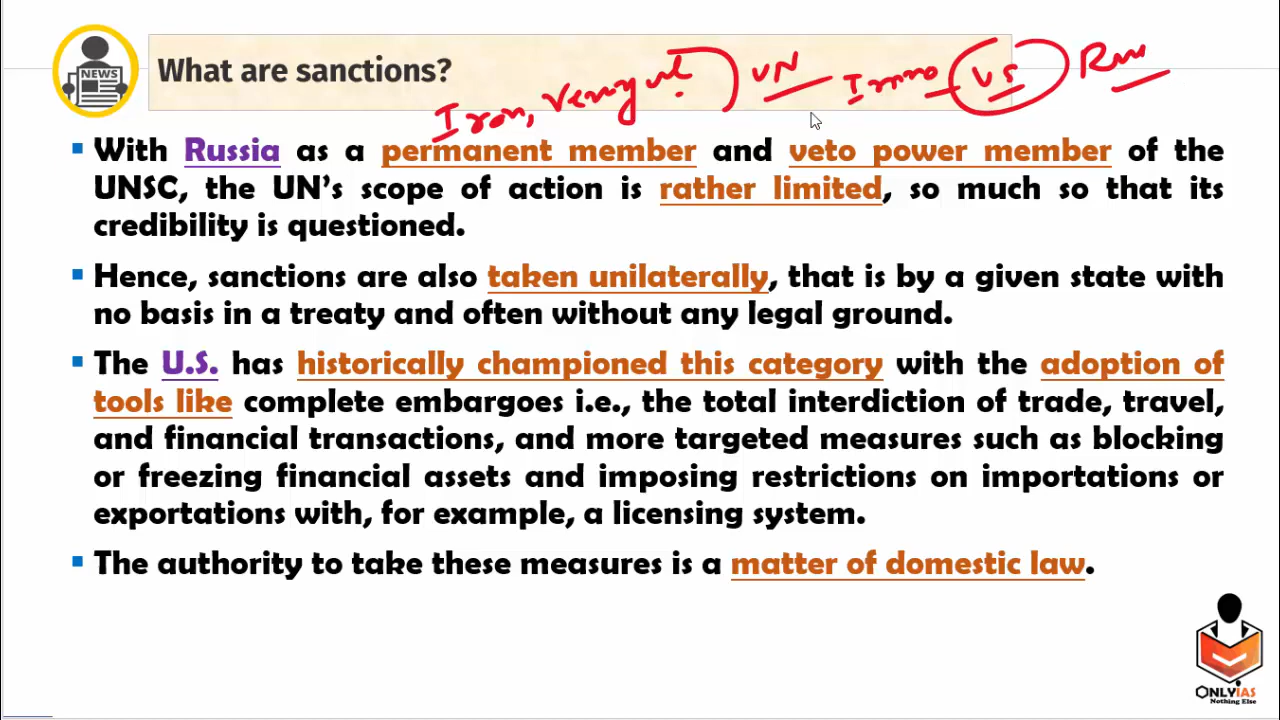 NEWS
What are sanctions?
Iran, UN US Rus
With Russia as a permanent member and veto power member of the
UNSC, the UN's scope of action is rather limited, so much so that its
credibility is questioned.
Hence, sanctions are also taken unilaterally, that is by a given state with
no basis in a treaty and often without any legal ground.
The U.S. has historically championed this category with the adoption of
tools like complete embargoes i.e., the total interdiction of trade, travel,
and financial transactions, and more targeted measures such as blocking
or freezing financial assets and imposing restrictions on importations or
exportations with, for example, a licensing system.
The authority to take these measures is a matter of domestic law.
ONLYIAS
Nothing Else